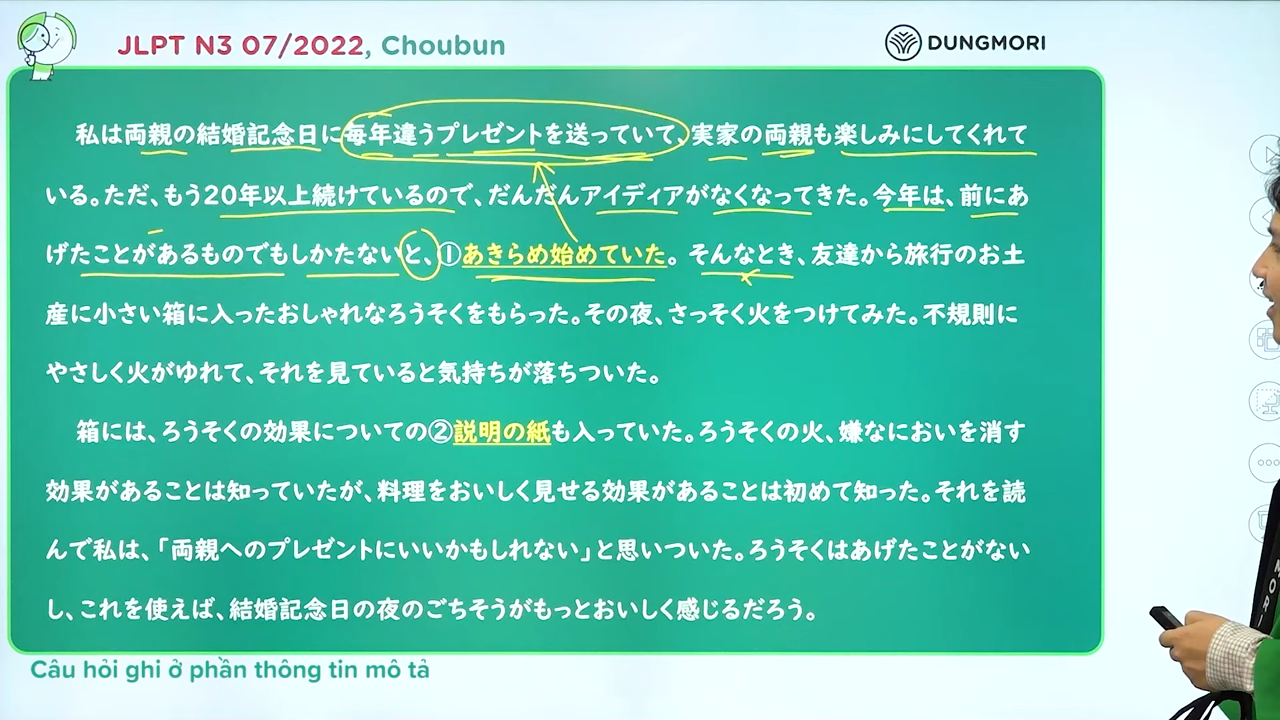 JLPT N3 07/2022, Choubun
DUNGMORI
私は両親の結婚記念日に毎年違うプレゼントを送っていて、実家の両親も楽しみにしてくれて
いる。ただ、もう20年以上続けているので、だんだんアイディアがなくなってきた。今年は、前にあ
げたことがあるものでもしかたないと、①あきらめ始めていた。そんなとき、友達から旅行のお土
産に小さい箱に入ったおしゃれなろうそくをもらった。その夜、さっそく火をつけてみた。不規則に
やさしく火がゆれて、それを見ていると気持ちが落ちついた。
箱には、ろうそくの効果についての②説明の紙も入っていた。ろうそくの火、嫌なにおいを消す
効果があることは知っていたが、料理をおいしく見せる効果があることは初めて知った。それを読
んで私は、「両親へのプレゼントにいいかもしれない」と思いついた。ろうそくはあげたことがない
し、これを使えば、結婚記念日の夜のごちそうがもっとおいしく感じるだろう。
Câu hỏi ghi ở phần thông tin mô tả
MOR